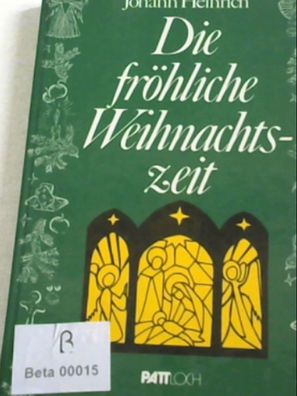 Johann Heinrich
Die
fröhliche
Weihnachts-
zeit
β
Beta 00015
PATTLOCH